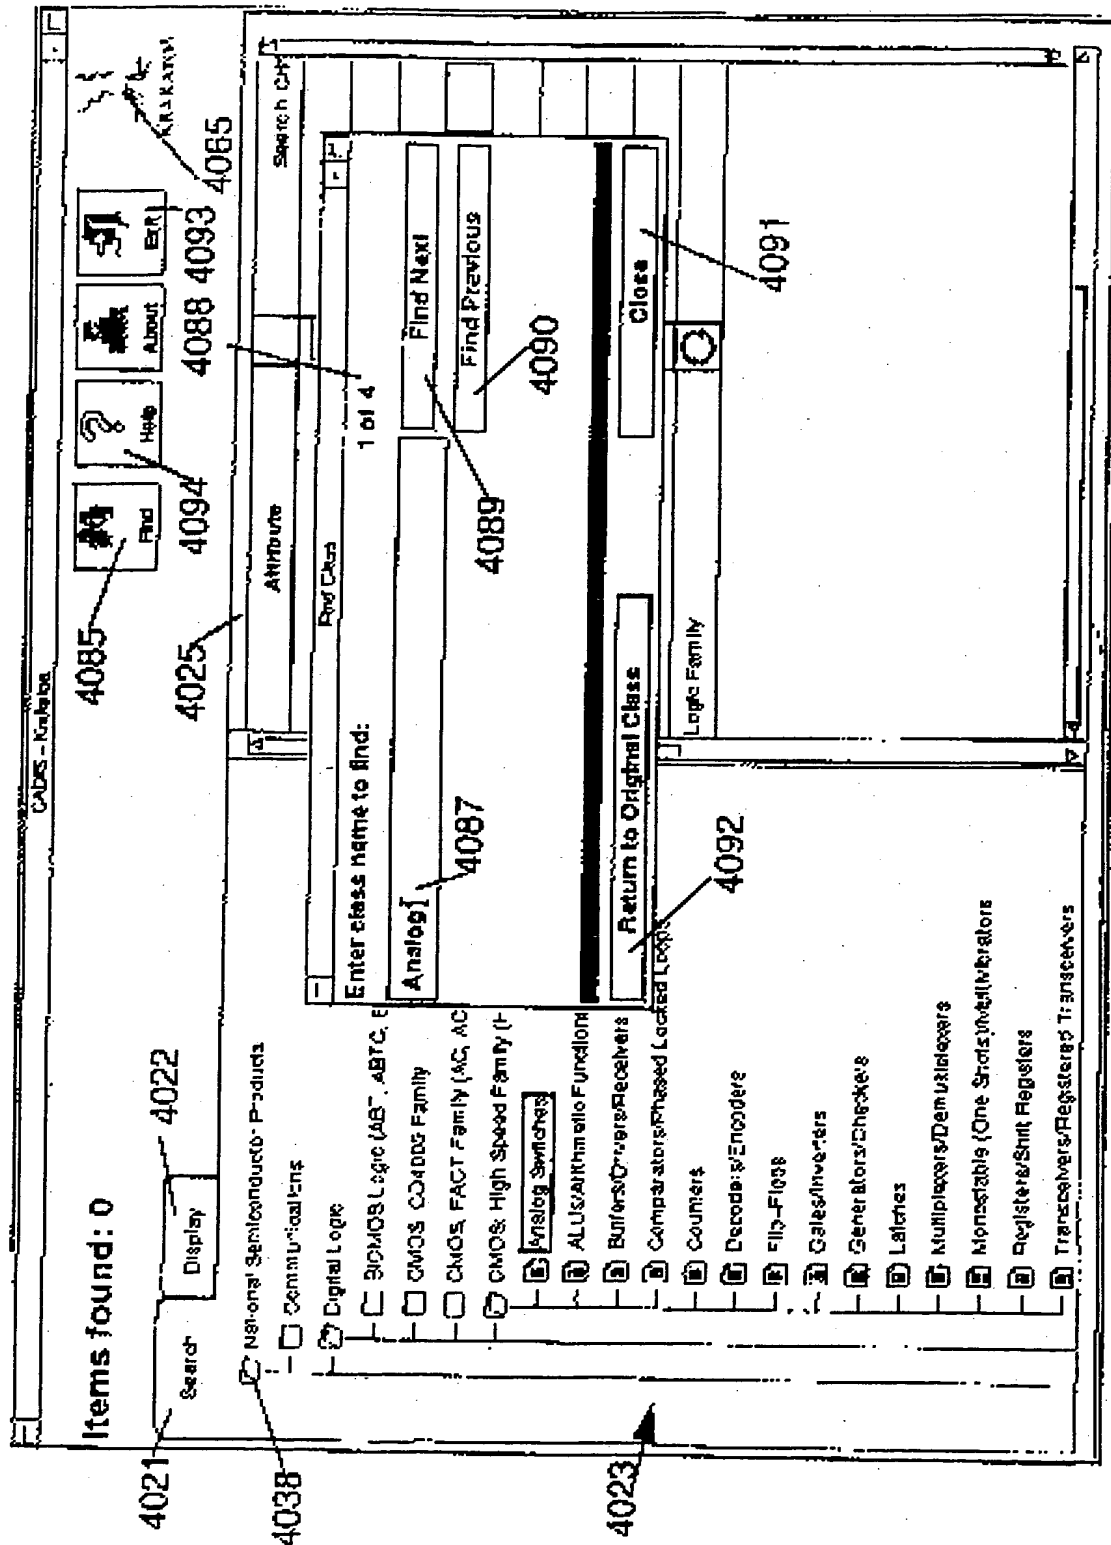 Items found: 0
Search
Display
Find
Help
About
Exit
4021
4022
4085
4094
4088
4093
4065
4025
4038
4023
National Semiconductor Products
Communications
Digital Logic
BiCMOS Logic (ABT, ABTC, B
CMOS CD4000 Family
CMOS, FACT Family (AC, AC
CMOS: High Speed Family (H
Analog Switches
ALUs/Arithmetic Function
Buffers/Drivers/Receivers
Comparators/Phased Locked Loops
Counters
Decoders/Encoders
Flip-Flops
Gates/Inverters
Generators/Checkers
Latches
Multiplexers/Demultiplexers
Monostable (One Shots)/Multivibrators
Registers/Shift Registers
Transceivers/Registered Transceivers
Attribute
Search Cri
Logic Family
Find Class
Enter class name to find:
1 of 4
Analog
Find Next
Find Previous
Return to Original Class
Close
4087
4089
4090
4092
4091